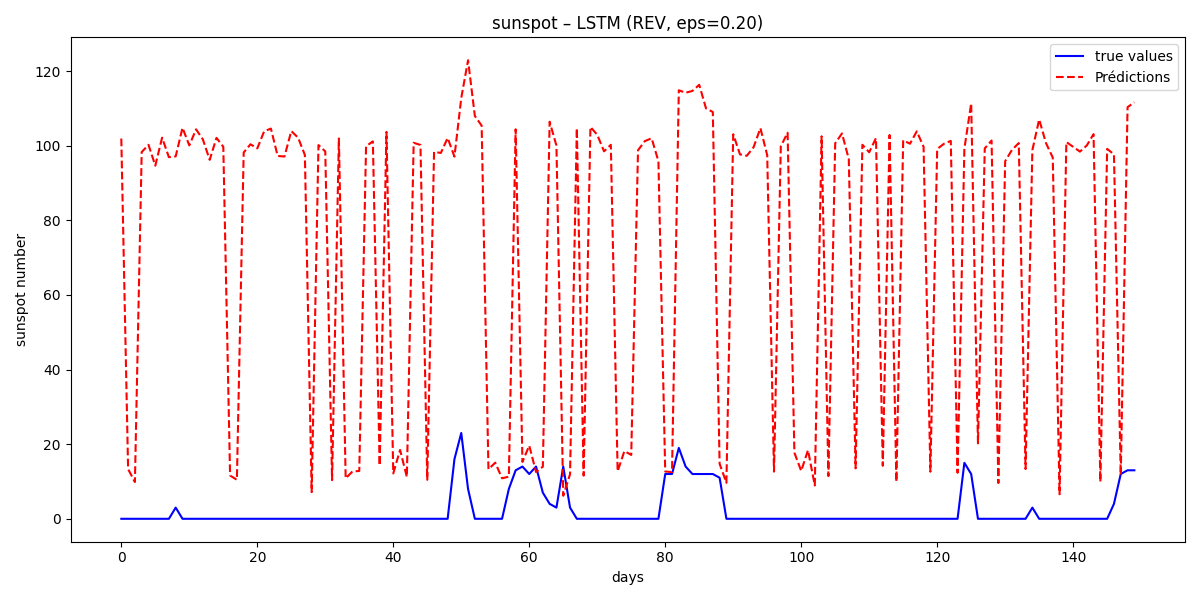 sunspot – LSTM (REV, eps=0.20)
true values
Prédictions
120
100
80
60
40
20
0
sunspot number
0 20 40 60 80 100 120 140
days